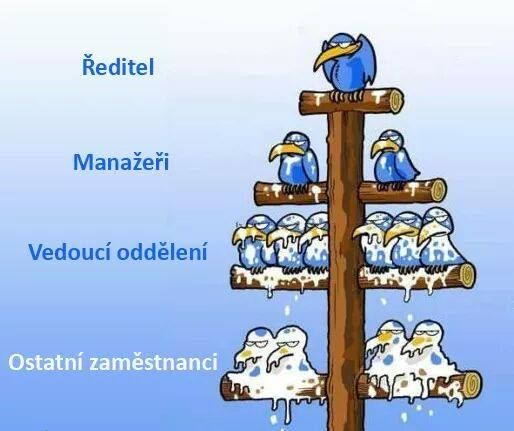 Ředitel
Manažeři
Vedoucí oddělení
Ostatní zaměstnanci